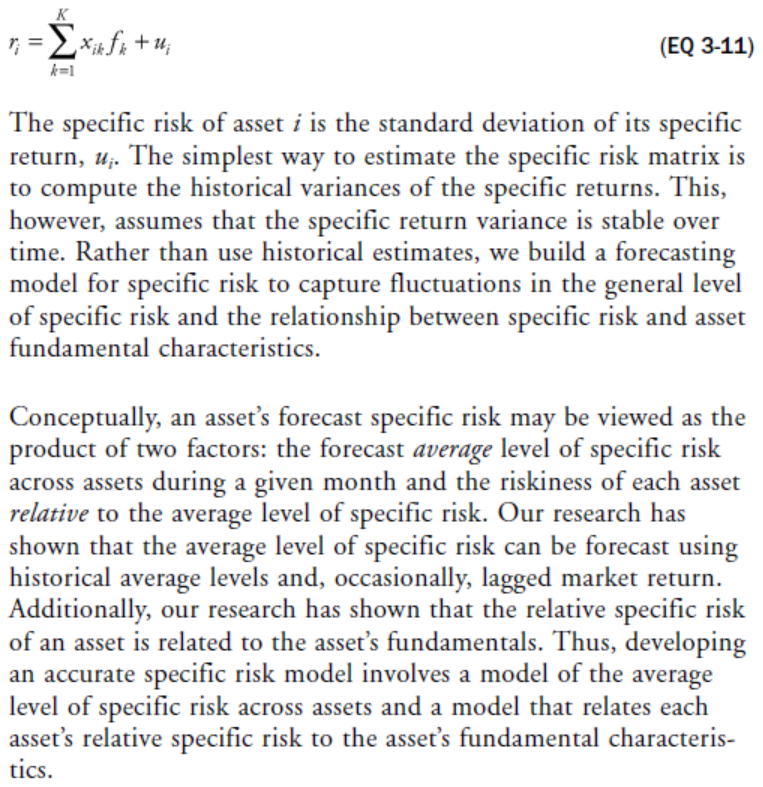 K
rᵢ = ∑ xᵢₖ fₖ + uᵢ (EQ 3-11)
k=1
The specific risk of asset i is the standard deviation of its specific
return, uᵢ. The simplest way to estimate the specific risk matrix is
to compute the historical variances of the specific returns. This,
however, assumes that the specific return variance is stable over
time. Rather than use historical estimates, we build a forecasting
model for specific risk to capture fluctuations in the general level
of specific risk and the relationship between specific risk and asset
fundamental characteristics.
Conceptually, an asset’s forecast specific risk may be viewed as the
product of two factors: the forecast average level of specific risk
across assets during a given month and the riskiness of each asset
relative to the average level of specific risk. Our research has
shown that the average level of specific risk can be forecast using
historical average levels and, occasionally, lagged market return.
Additionally, our research has shown that the relative specific risk
of an asset is related to the asset’s fundamentals. Thus, developing
an accurate specific risk model involves a model of the average
level of specific risk across assets and a model that relates each
asset’s relative specific risk to the asset’s fundamental characteris-
tics.